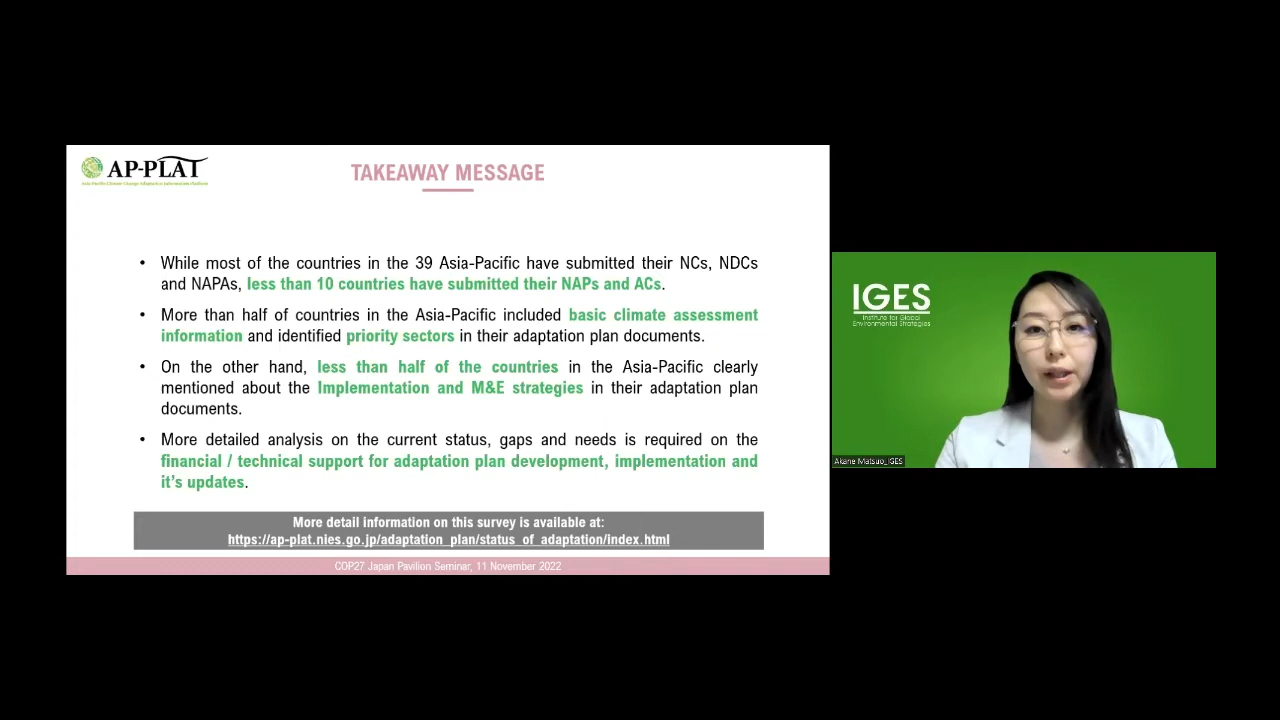 AP-PLAT
Asia-Pacific Climate Change Adaptation Information Platform
TAKEAWAY MESSAGE
• While most of the countries in the 39 Asia-Pacific have submitted their NCs, NDCs
and NAPAs, less than 10 countries have submitted their NAPs and ACs.
• More than half of countries in the Asia-Pacific included basic climate assessment
information and identified priority sectors in their adaptation plan documents.
• On the other hand, less than half of the countries in the Asia-Pacific clearly
mentioned about the Implementation and M&E strategies in their adaptation plan
documents.
• More detailed analysis on the current status, gaps and needs is required on the
financial / technical support for adaptation plan development, implementation and
it's updates.
More detail information on this survey is available at:
https://ap-plat.nies.go.jp/adaptation_plan/status_of_adaptation/index.html
COP27 Japan Pavilion Seminar, 11 November 2022
IGES
Institute for Global
Environmental Strategies
Akane Matsuo_IGES